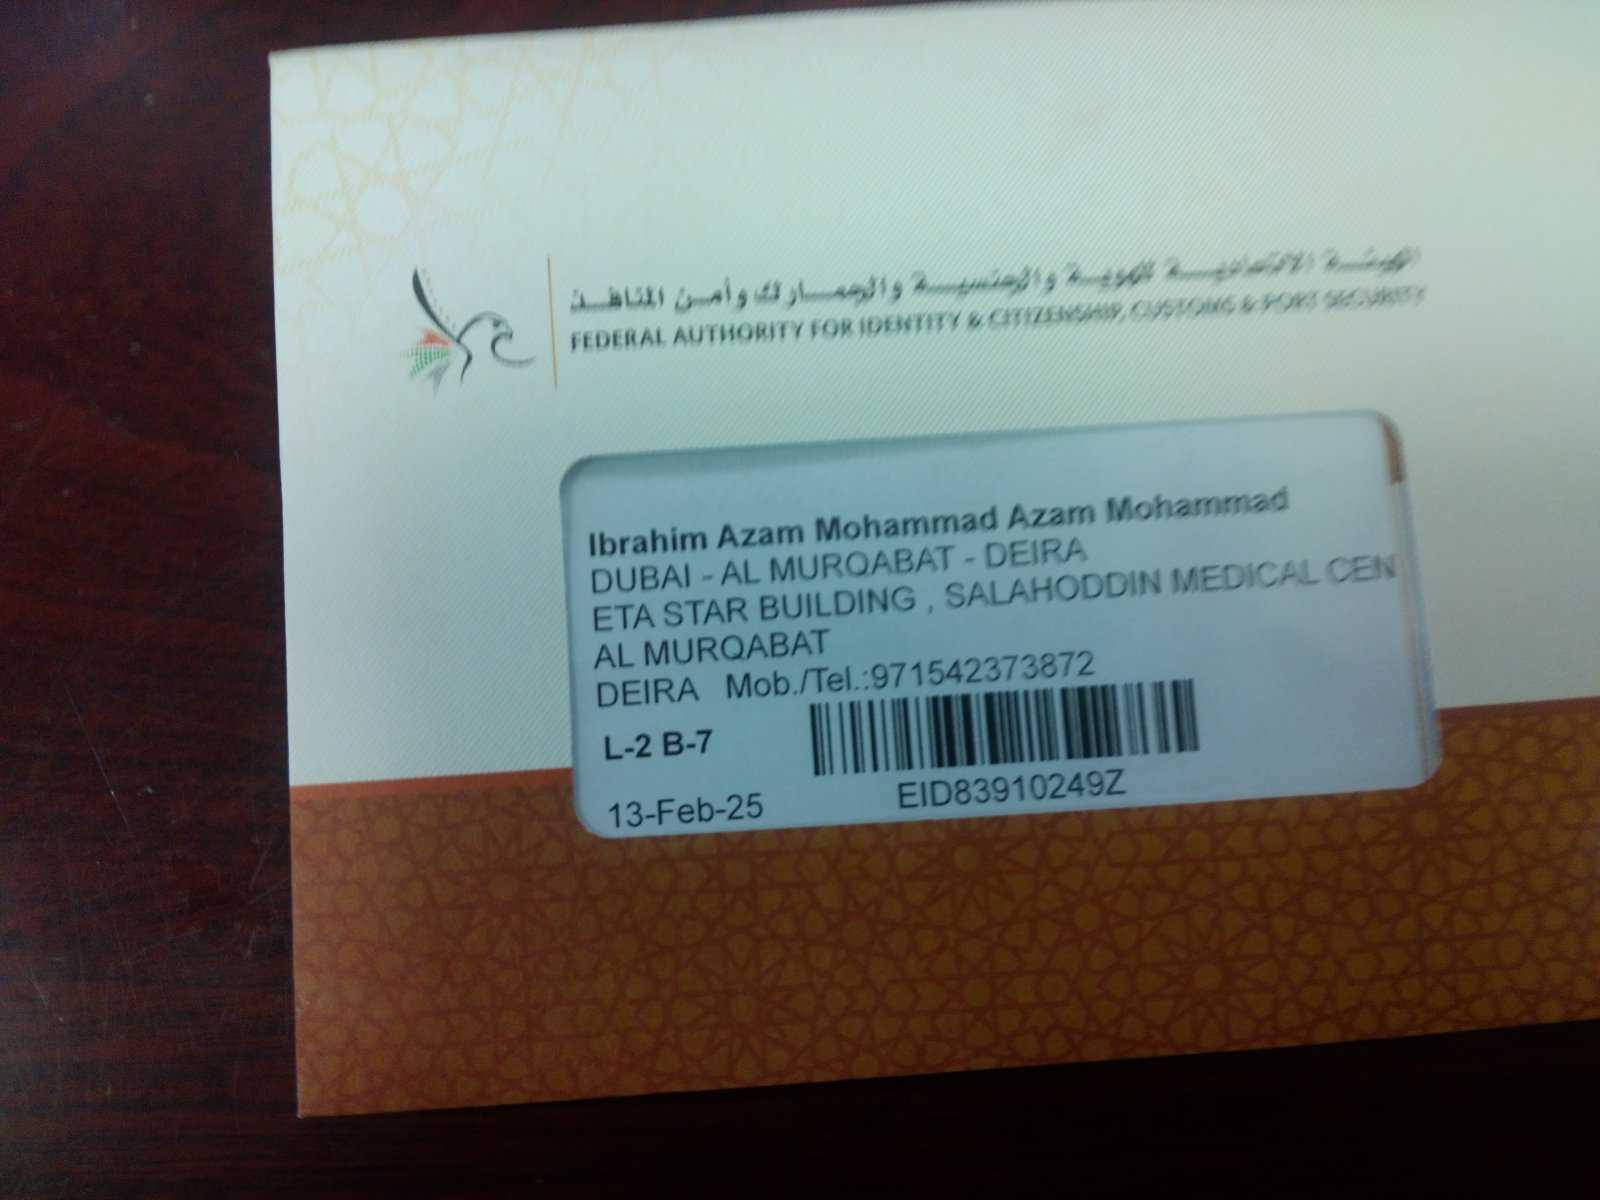 الهيئة الاتحادية للهوية والجنسية والجمارك وأمن المنافذ
FEDERAL AUTHORITY FOR IDENTITY & CITIZENSHIP, CUSTOMS & PORT SECURITY
Ibrahim Azam Mohammad Azam Mohammad
DUBAI - AL MURQABAT - DEIRA
ETA STAR BUILDING , SALAHODDIN MEDICAL CEN
AL MURQABAT
DEIRA Mob./Tel.:971542373872
L-2 B-7
13-Feb-25 EID83910249Z